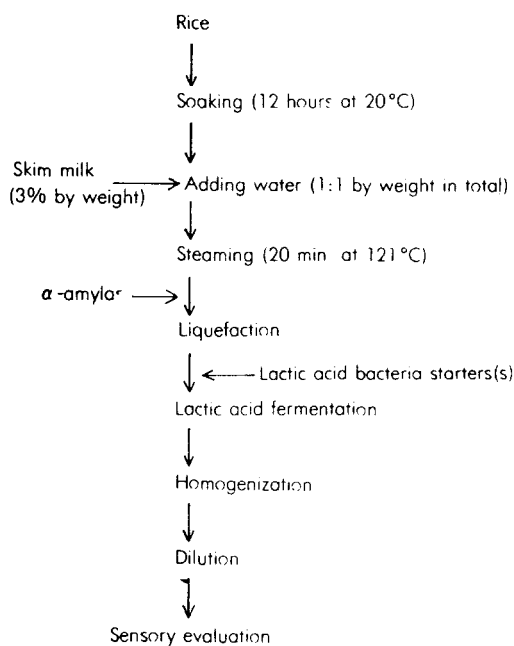 Rice
Soaking (12 hours at 20°C)
Skim milk
(3% by weight)
Adding water (1:1 by weight in total)
Steaming (20 min at 121°C)
Liquefaction
Lactic acid bacteria starters(s)
Lactic acid fermentation
Homogenization
Dilution
Sensory evaluation